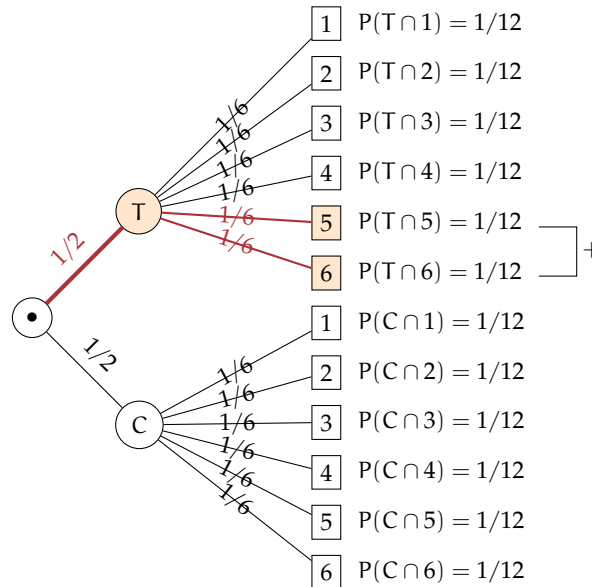 1 P(T ∩ 1) = 1/12
2 P(T ∩ 2) = 1/12
3 P(T ∩ 3) = 1/12
4 P(T ∩ 4) = 1/12
5 P(T ∩ 5) = 1/12
6 P(T ∩ 6) = 1/12
+
1/6
1/6
1/6
1/6
1/6
1/6
T
1/2
1/2
C
1 P(C ∩ 1) = 1/12
2 P(C ∩ 2) = 1/12
3 P(C ∩ 3) = 1/12
4 P(C ∩ 4) = 1/12
5 P(C ∩ 5) = 1/12
6 P(C ∩ 6) = 1/12
1/6
1/6
1/6
1/6
1/6
1/6